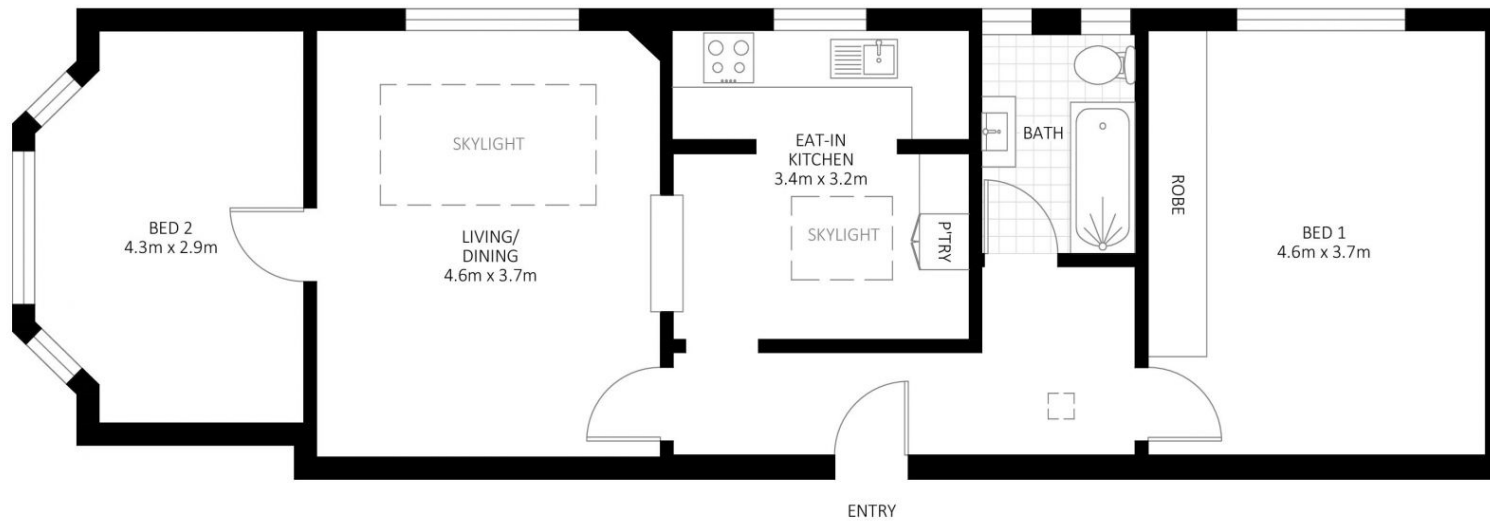 BED 2
4.3m x 2.9m
SKYLIGHT
LIVING/
DINING
4.6m x 3.7m
EAT-IN
KITCHEN
3.4m x 3.2m
SKYLIGHT
P'TRY
BATH
ROBE
BED 1
4.6m x 3.7m
ENTRY